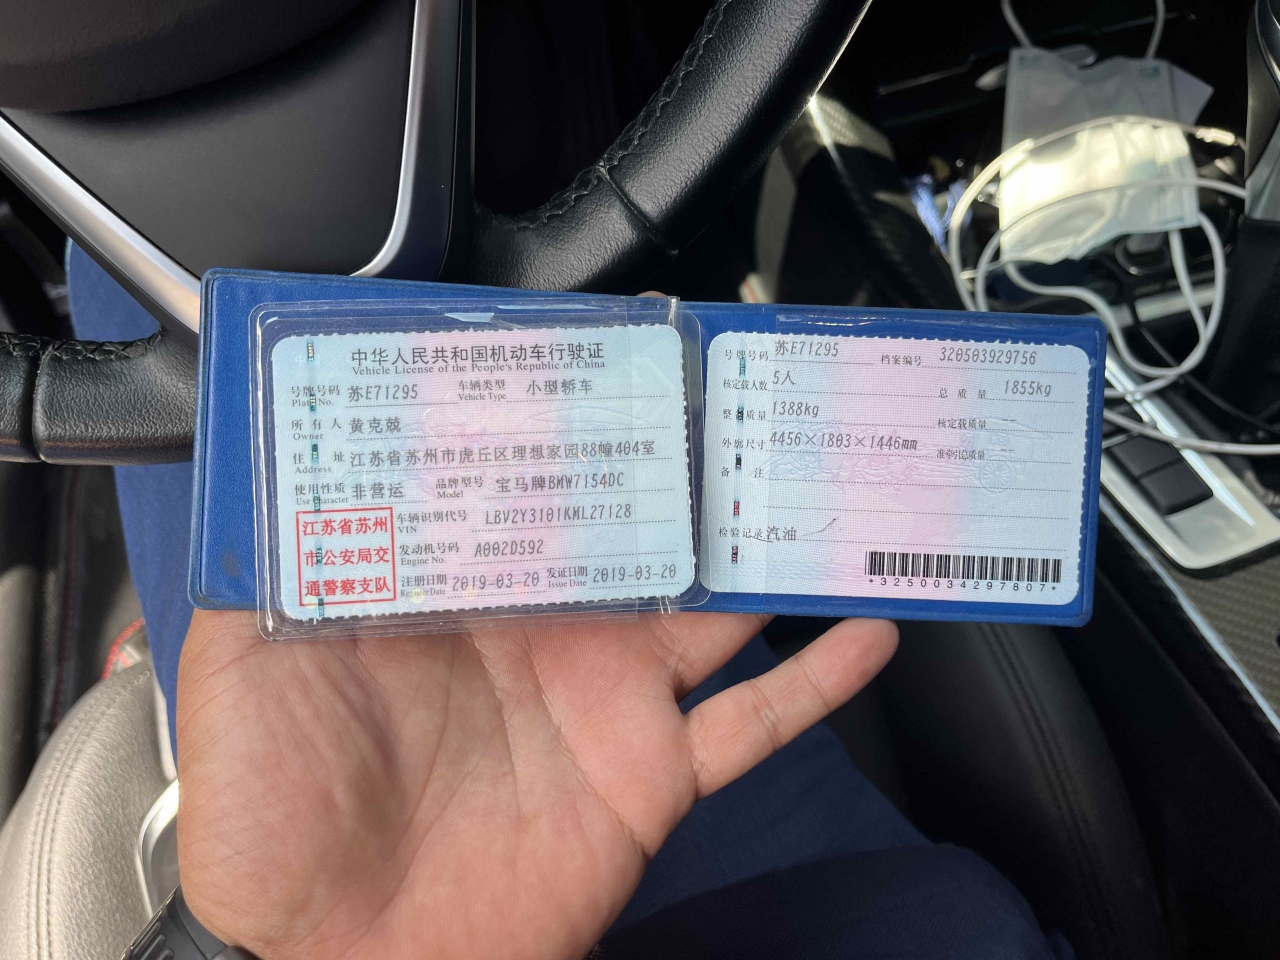 中华人民共和国机动车行驶证
Vehicle License of the People's Republic of China
号牌号码 苏E71295 车辆类型 小型轿车
Plate No. Vehicle Type
所有人 黄克兢
Owner
住址 江苏省苏州市虎丘区理想家园88幢404室
Address
使用性质 非营运 品牌型号 宝马牌BMW7154DC
Use Character Model
江苏省苏州
市公安局交
通警察支队
车辆识别代号 LBV2Y3101KML27128
VIN
发动机号码 A002D592
Engine No.
注册日期 2019-03-20 发证日期 2019-03-20
Register Date Issue Date
号牌号码 苏E71295 档案编号 320503929756
核定载人数 5人 总质量 1855kg
整备质量 1388kg 核定载质量 --
外廓尺寸 4456×1803×1446mm 准牵引总质量 --
备注
检验记录 汽油
*3250034297807*